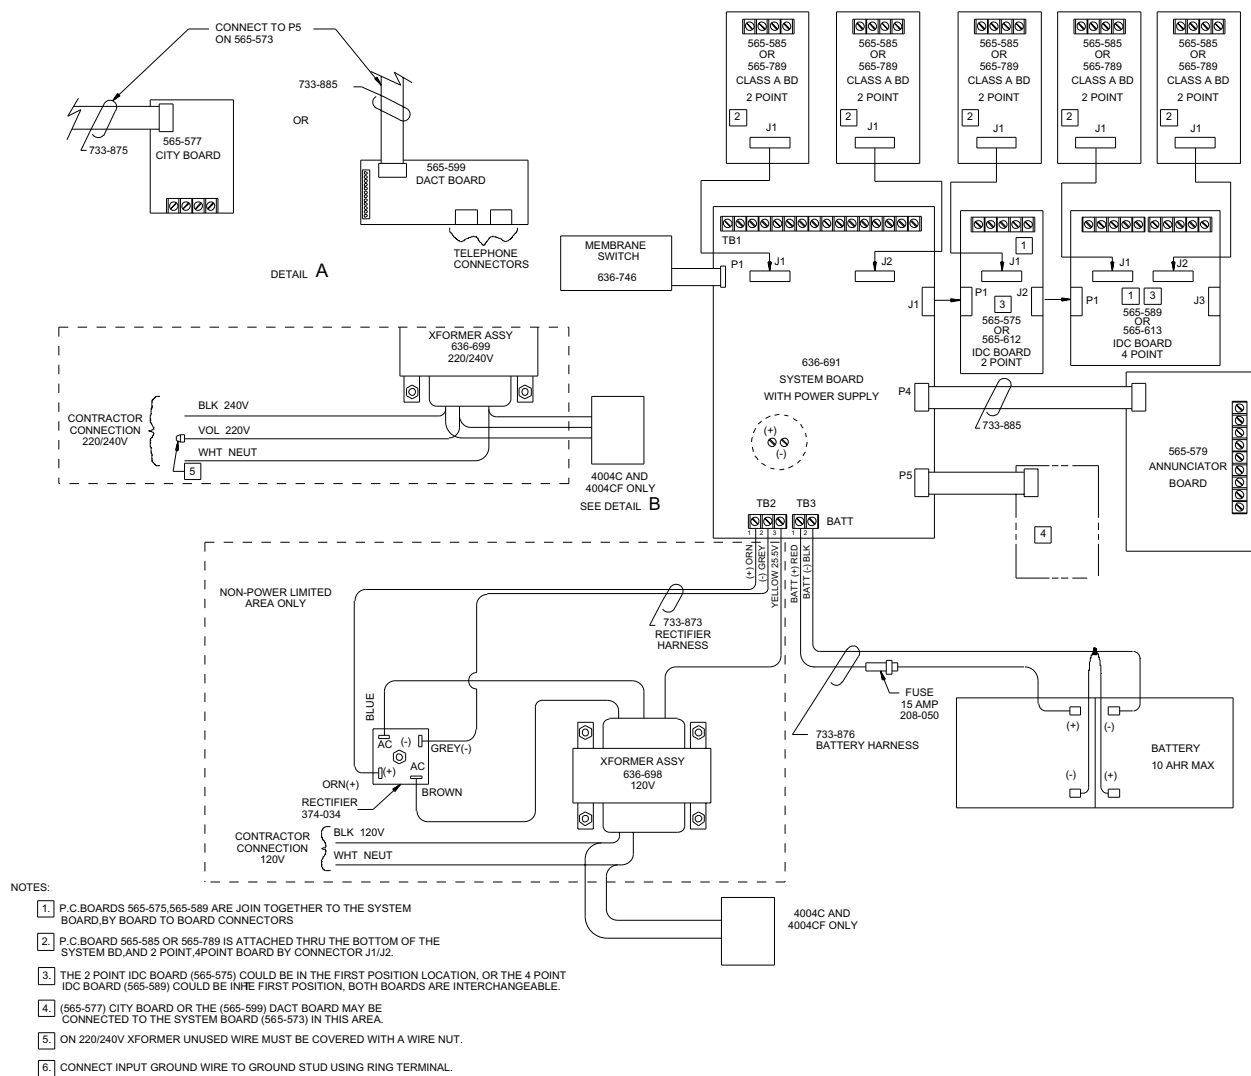 CONNECT TO P5
ON 565-573
733-885
OR
733-875
565-577
CITY BOARD
565-599
DACT BOARD
TELEPHONE
CONNECTORS
DETAIL A
565-585
OR
565-789
CLASS A BD
2 POINT
2
J1
565-585
OR
565-789
CLASS A BD
2 POINT
2
J1
565-585
OR
565-789
CLASS A BD
2 POINT
2
J1
565-585
OR
565-789
CLASS A BD
2 POINT
2
J1
565-585
OR
565-789
CLASS A BD
2 POINT
2
J1
MEMBRANE
SWITCH
636-746
TB1
P1
J1
J2
J1
1
J1
P1
J2
3
565-575
OR
565-612
IDC BOARD
2 POINT
J1
J2
P1
1
3
J3
565-589
OR
565-613
IDC BOARD
4 POINT
636-691
SYSTEM BOARD
WITH POWER SUPPLY
(+)
(-)
P4
733-885
P5
565-579
ANNUNCIATOR
BOARD
4
TB2
TB3
BATT
1 2 3
1 2
(+) ORN
(-) GREY
YELLOW 25.5V
BATT (+) RED
BATT (-) BLK
XFORMER ASSY
636-699
220/240V
CONTRACTOR
CONNECTION
220/240V
BLK 240V
VOL 220V
WHT NEUT
5
4004C AND
4004CF ONLY
SEE DETAIL B
NON-POWER LIMITED
AREA ONLY
733-873
RECTIFIER
HARNESS
BLUE
AC
(-)
GREY(-)
(+)
AC
ORN(+)
BROWN
RECTIFIER
374-034
XFORMER ASSY
636-698
120V
CONTRACTOR
CONNECTION
120V
BLK 120V
WHT NEUT
4004C AND
4004CF ONLY
FUSE
15 AMP
208-050
733-876
BATTERY HARNESS
(+)
(-)
(-)
(+)
BATTERY
10 AHR MAX
NOTES:
1. P.C.BOARDS 565-575,565-589 ARE JOIN TOGETHER TO THE SYSTEM
BOARD,BY BOARD TO BOARD CONNECTORS
2. P.C.BOARD 565-585 OR 565-789 IS ATTACHED THRU THE BOTTOM OF THE
SYSTEM BD,AND 2 POINT,4POINT BOARD BY CONNECTOR J1/J2.
3. THE 2 POINT IDC BOARD (565-575) COULD BE IN THE FIRST POSITION LOCATION, OR THE 4 POINT
IDC BOARD (565-589) COULD BE IN THE FIRST POSITION, BOTH BOARDS ARE INTERCHANGEABLE.
4. (565-577) CITY BOARD OR THE (565-599) DACT BOARD MAY BE
CONNECTED TO THE SYSTEM BOARD (565-573) IN THIS AREA.
5. ON 220/240V XFORMER UNUSED WIRE MUST BE COVERED WITH A WIRE NUT.
6. CONNECT INPUT GROUND WIRE TO GROUND STUD USING RING TERMINAL.